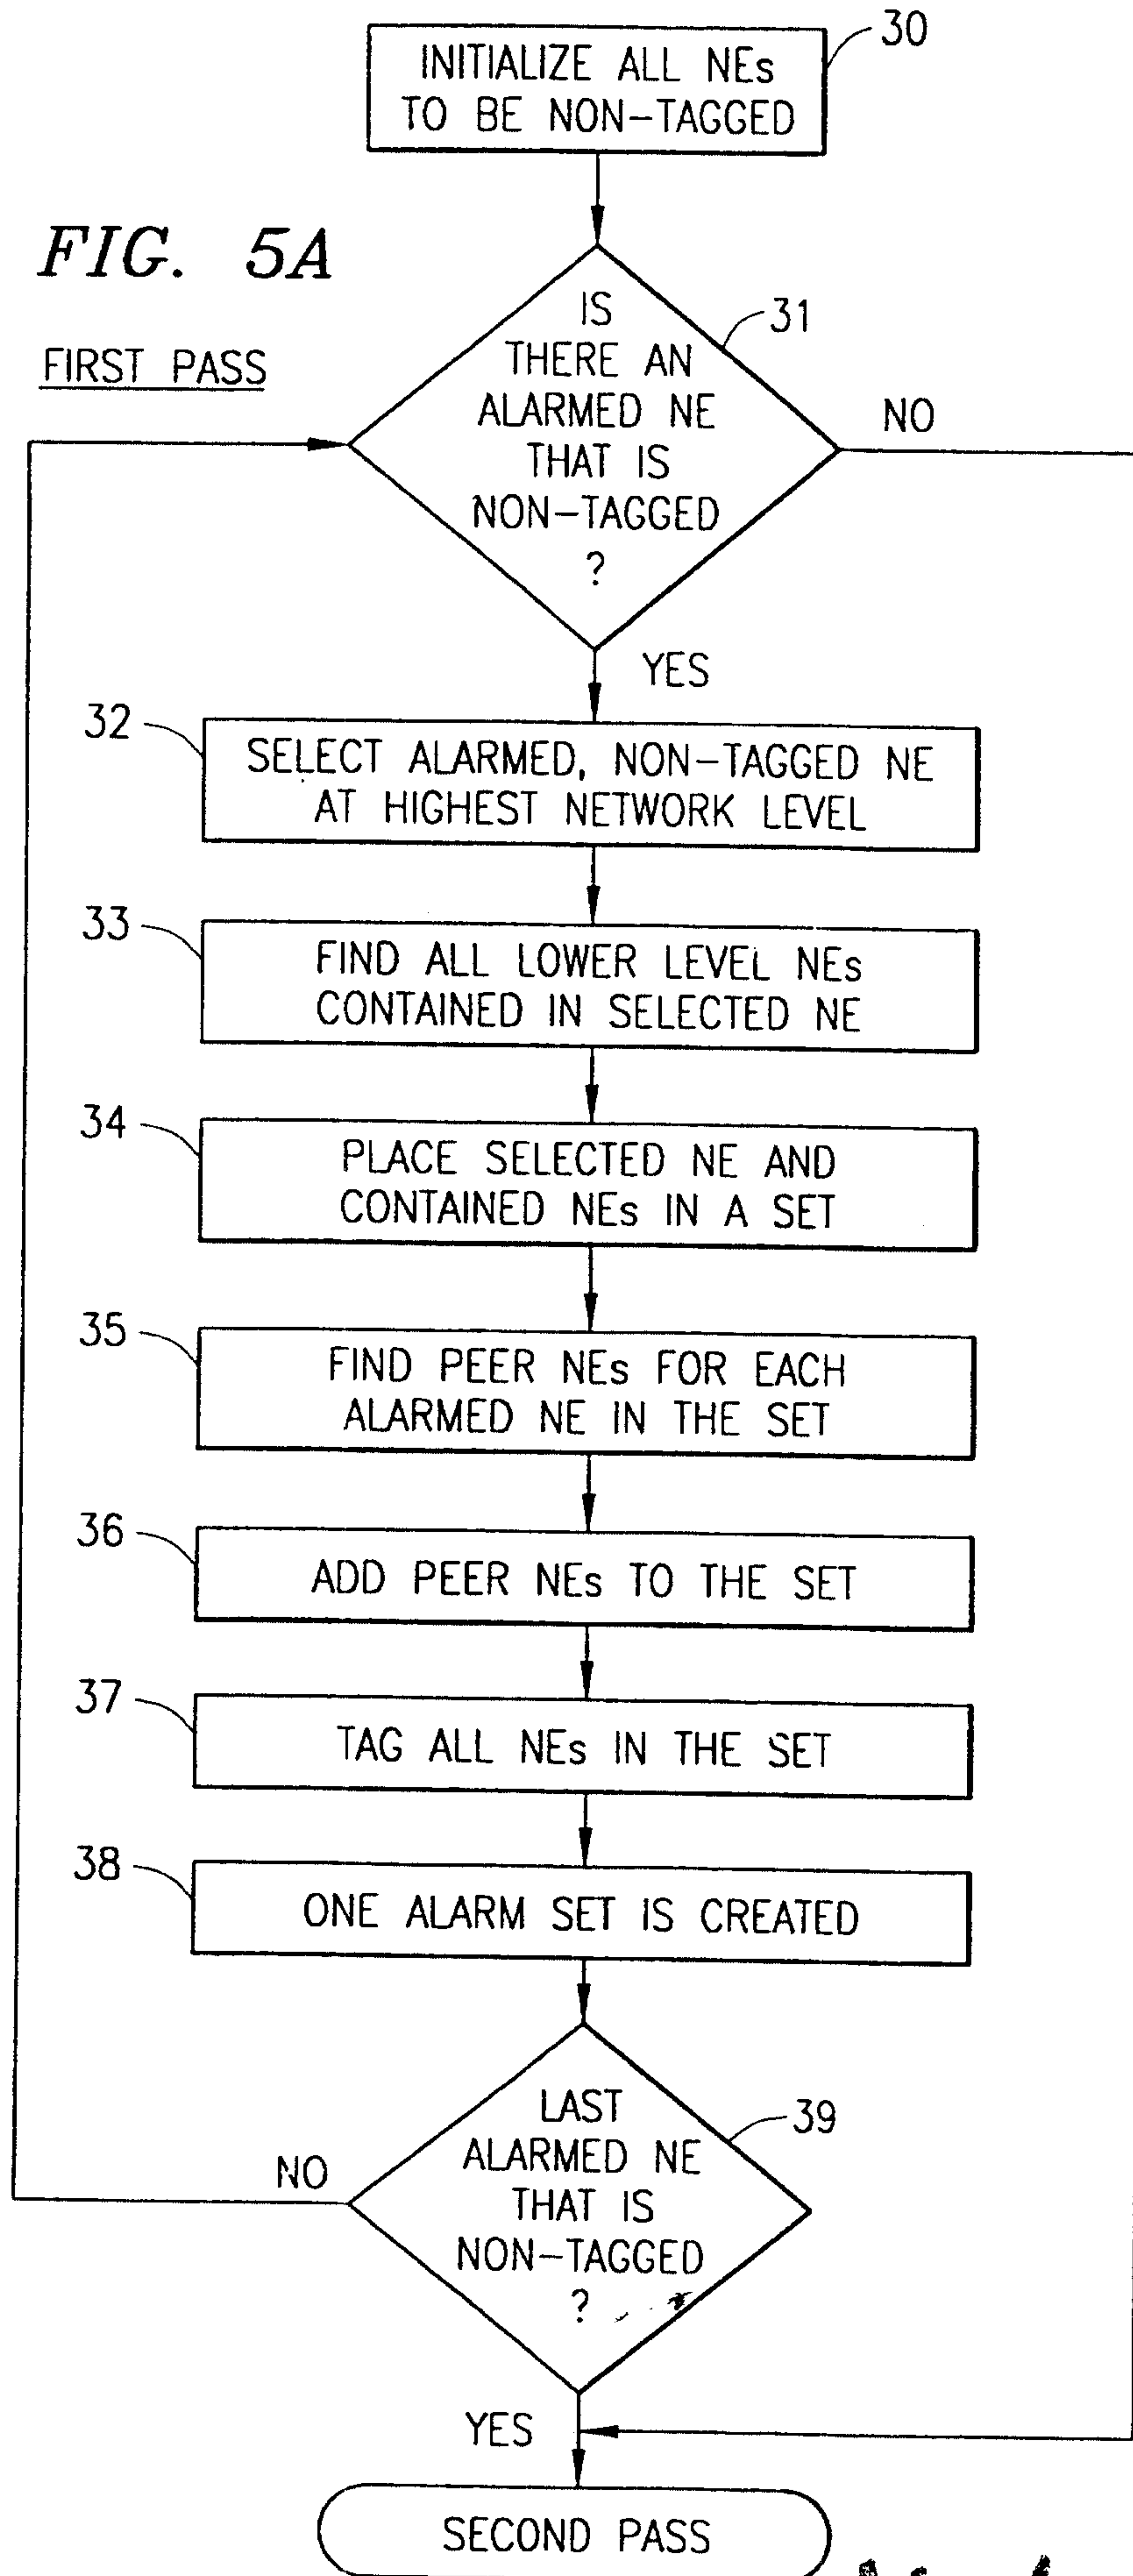 30
INITIALIZE ALL NEs
TO BE NON-TAGGED
FIG. 5A
FIRST PASS
31
IS
THERE AN
ALARMED NE
THAT IS
NON-TAGGED
?
NO
YES
32
SELECT ALARMED, NON-TAGGED NE
AT HIGHEST NETWORK LEVEL
33
FIND ALL LOWER LEVEL NEs
CONTAINED IN SELECTED NE
34
PLACE SELECTED NE AND
CONTAINED NEs IN A SET
35
FIND PEER NEs FOR EACH
ALARMED NE IN THE SET
36
ADD PEER NEs TO THE SET
37
TAG ALL NEs IN THE SET
38
ONE ALARM SET IS CREATED
39
LAST
ALARMED NE
THAT IS
NON-TAGGED
?
NO
YES
SECOND PASS